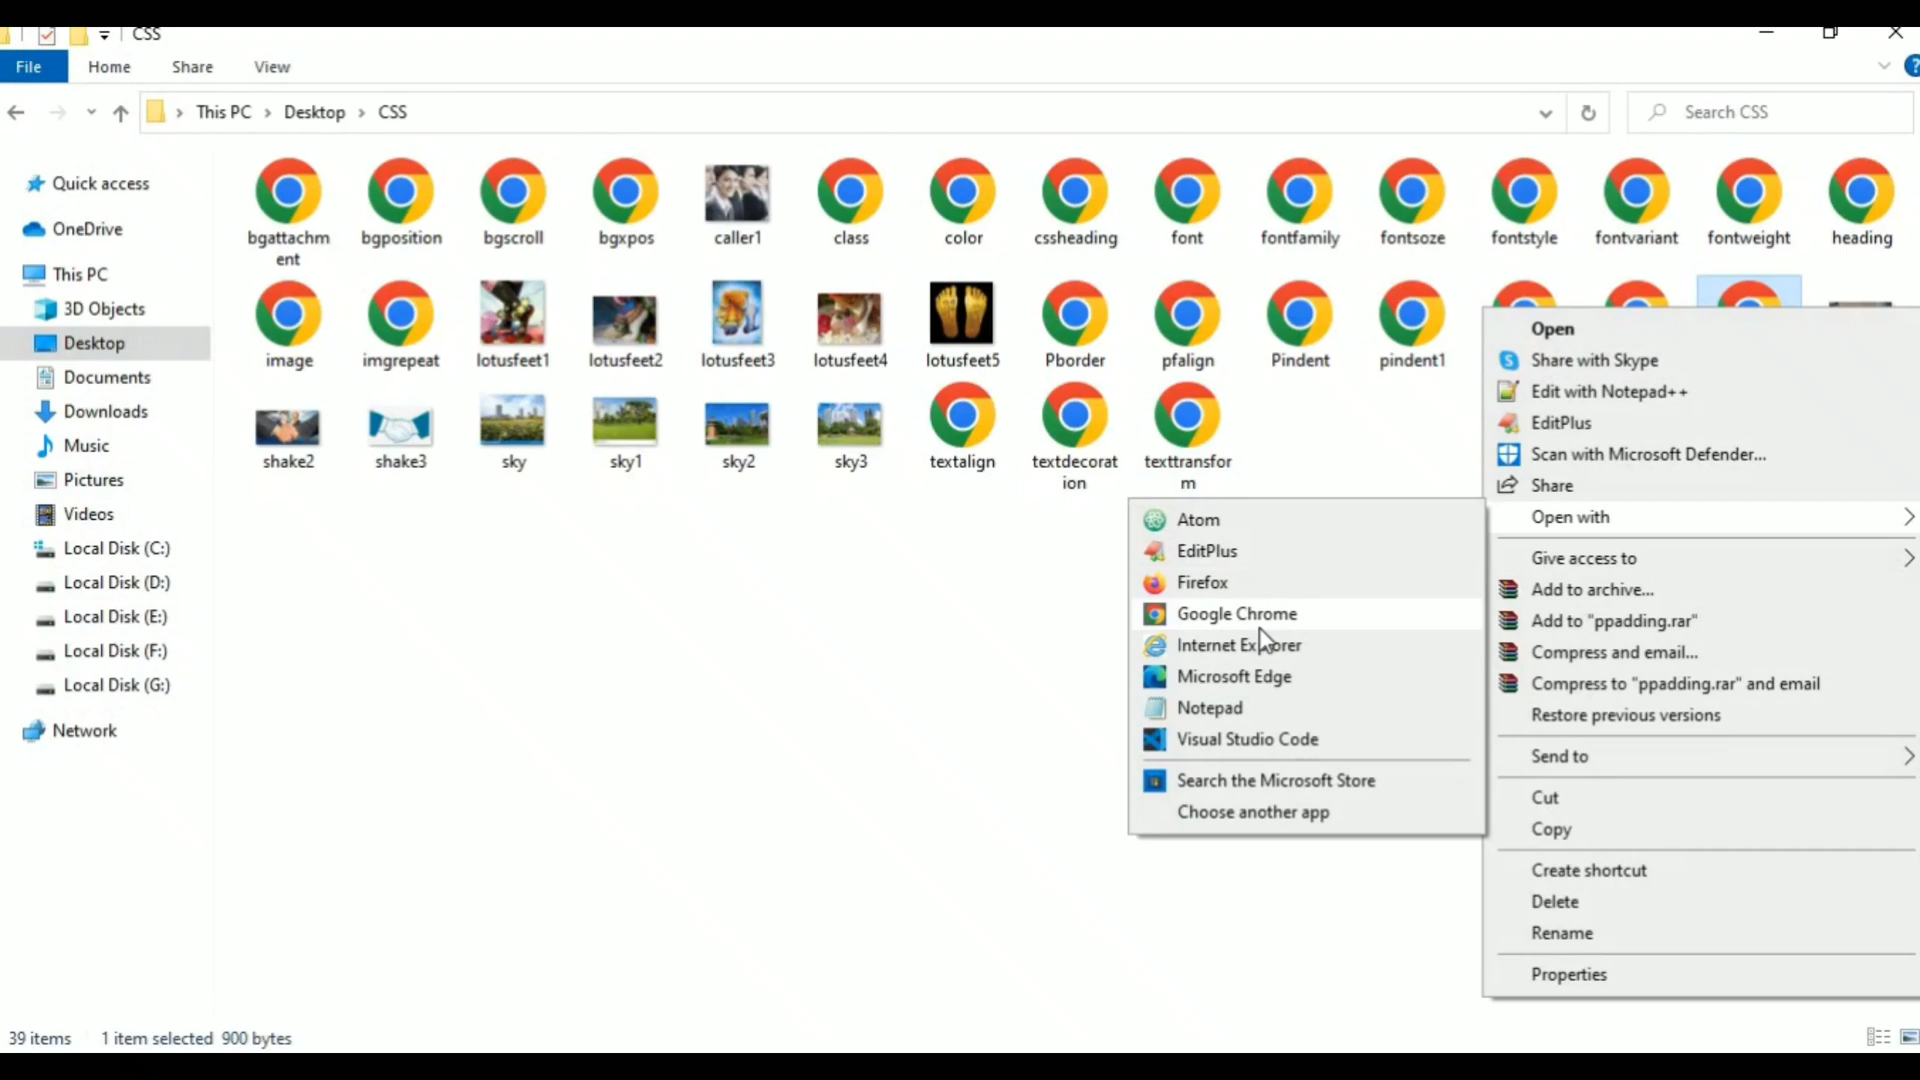 CSS
File Home Share View
This PC Desktop CSS
Search CSS
Quick access
OneDrive
This PC
3D Objects
Desktop
Documents
Downloads
Music
Pictures
Videos
Local Disk (C:)
Local Disk (D:)
Local Disk (E:)
Local Disk (F:)
Local Disk (G:)
Network
bgattachm
ent
bgposition
bgscroll
bgxpos
caller1
class
color
cssheading
font
fontfamily
fontsoze
fontstyle
fontvariant
fontweight
heading
image
imgrepeat
lotusfeet1
lotusfeet2
lotusfeet3
lotusfeet4
lotusfeet5
Pborder
pfalign
Pindent
pindent1
shake2
shake3
sky
sky1
sky2
sky3
textalign
textdecorat
ion
texttransfor
m
Open
Share with Skype
Edit with Notepad++
EditPlus
Scan with Microsoft Defender...
Share
Open with
Give access to
Add to archive...
Add to "ppadding.rar"
Compress and email...
Compress to "ppadding.rar" and email
Restore previous versions
Send to
Cut
Copy
Create shortcut
Delete
Rename
Properties
Atom
EditPlus
Firefox
Google Chrome
Internet Explorer
Microsoft Edge
Notepad
Visual Studio Code
Search the Microsoft Store
Choose another app
39 items 1 item selected 900 bytes